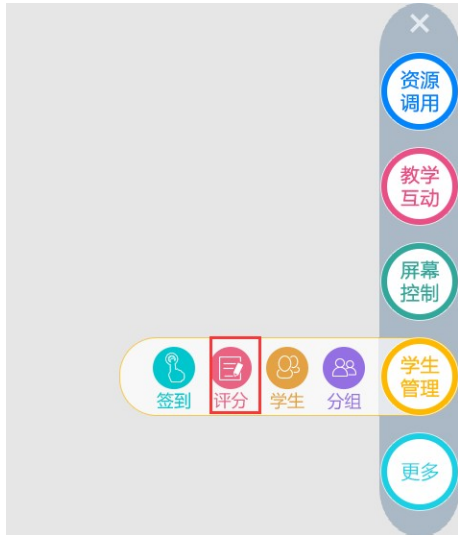 资源
调用
教学
互动
屏幕
控制
学生
管理
签到 评分 学生 分组
更多